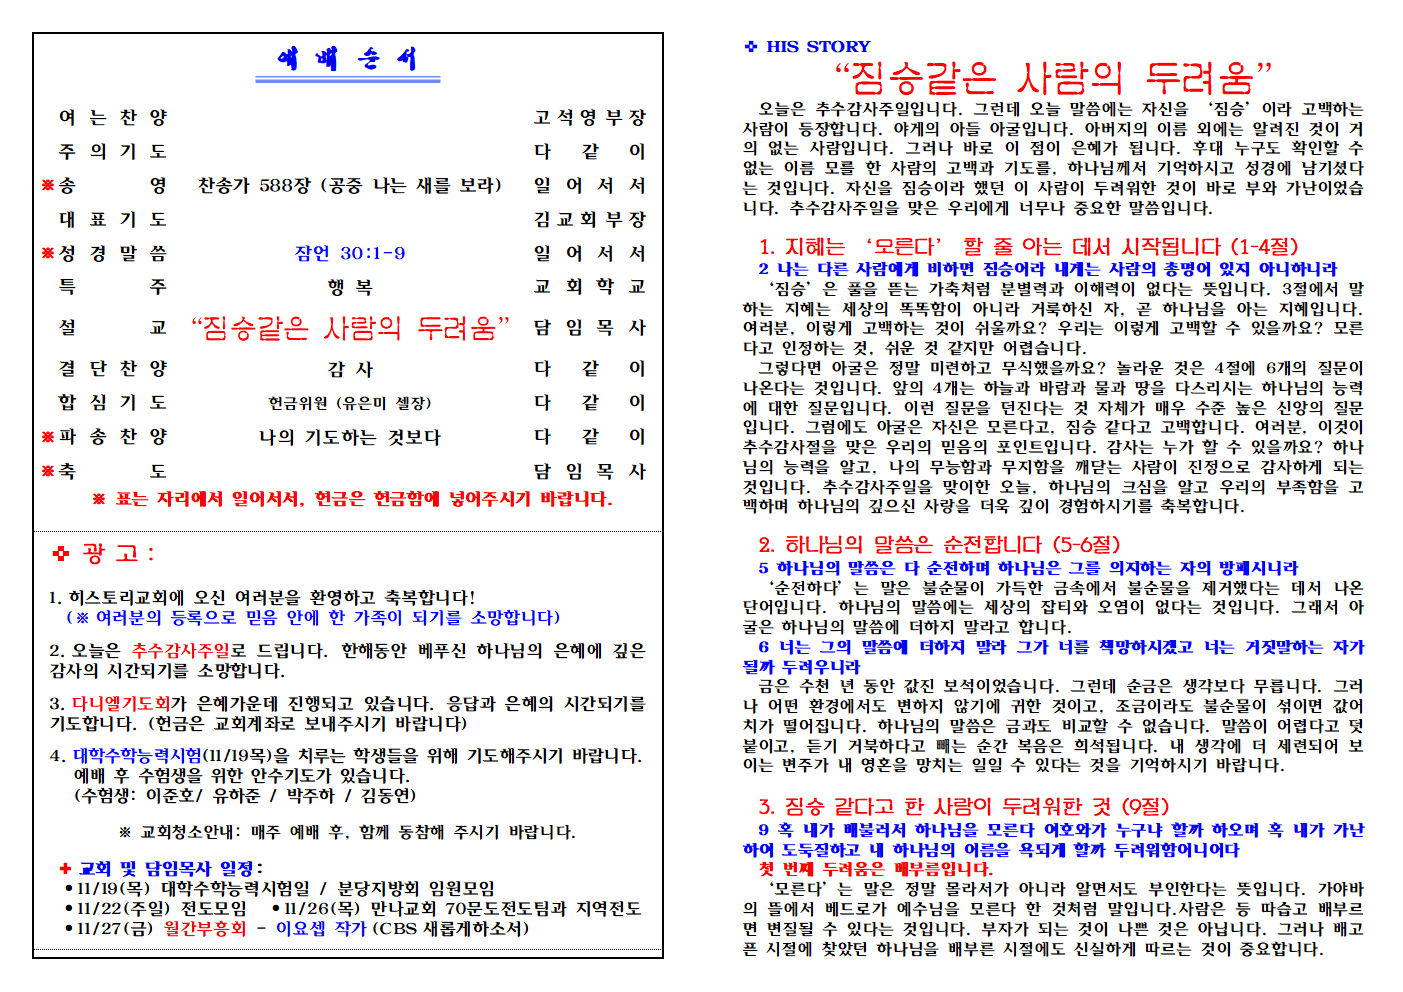 예 배 순 서
여 는 찬 양 고 석 영 부 장
주 의 기 도 다 같 이
※송 영 찬송가 588장 (공중 나는 새를 보라) 일 어 서 서
대 표 기 도 김 교 회 부 장
※성 경 말 씀 잠언 30:1-9 일 어 서 서
특 주 행 복 교 회 학 교
설 교 “짐승같은 사람의 두려움” 담 임 목 사
결 단 찬 양 감 사 다 같 이
합 심 기 도 헌금위원 (유은미 셀장) 다 같 이
※파 송 찬 양 나의 기도하는 것보다 다 같 이
※축 도 담 임 목 사
※ 표는 자리에서 일어서서, 헌금은 헌금함에 넣어주시기 바랍니다.
✜ 광 고 :
1. 히스토리교회에 오신 여러분을 환영하고 축복합니다!
(※ 여러분의 등록으로 믿음 안에 한 가족이 되기를 소망합니다)
2. 오늘은 추수감사주일로 드립니다. 한해동안 베푸신 하나님의 은혜에 깊은
감사의 시간되기를 소망합니다.
3. 다니엘기도회가 은혜가운데 진행되고 있습니다. 응답과 은혜의 시간되기를
기도합니다. (헌금은 교회계좌로 보내주시기 바랍니다)
4. 대학수학능력시험(11/19목)을 치루는 학생들을 위해 기도해주시기 바랍니다.
예배 후 수험생을 위한 안수기도가 있습니다.
(수험생: 이준호/ 유하준 / 박주하 / 김동연)
※ 교회청소안내: 매주 예배 후, 함께 동참해 주시기 바랍니다.
✚ 교회 및 담임목사 일정:
•11/19(목) 대학수학능력시험일 / 분당지방회 임원모임
•11/22(주일) 전도모임 •11/26(목) 만나교회 70문도전도팀과 지역전도
•11/27(금) 월간부흥회 - 이요셉 작가 (CBS 새롭게하소서)
✜ HIS STORY
“짐승같은 사람의 두려움”
오늘은 추수감사주일입니다. 그런데 오늘 말씀에는 자신을 ‘짐승’이라 고백하는
사람이 등장합니다. 야게의 아들 아굴입니다. 아버지의 이름 외에는 알려진 것이 거
의 없는 사람입니다. 그러나 바로 이 점이 은혜가 됩니다. 후대 누구도 확인할 수
없는 이름 모를 한 사람의 고백과 기도를, 하나님께서 기억하시고 성경에 남기셨다
는 것입니다. 자신을 짐승이라 했던 이 사람이 두려워한 것이 바로 부와 가난이었습
니다. 추수감사주일을 맞은 우리에게 너무나 중요한 말씀입니다.
1. 지혜는 ‘모른다’ 할 줄 아는 데서 시작됩니다 (1-4절)
2 나는 다른 사람에게 비하면 짐승이라 내게는 사람의 총명이 있지 아니하니라
‘짐승’은 풀을 뜯는 가축처럼 분별력과 이해력이 없다는 뜻입니다. 3절에서 말
하는 지혜는 세상의 똑똑함이 아니라 거룩하신 자, 곧 하나님을 아는 지혜입니다.
여러분, 이렇게 고백하는 것이 쉬울까요? 우리는 이렇게 고백할 수 있을까요? 모른
다고 인정하는 것, 쉬운 것 같지만 어렵습니다.
그렇다면 아굴은 정말 미련하고 무식했을까요? 놀라운 것은 4절에 6개의 질문이
나온다는 것입니다. 앞의 4개는 하늘과 바람과 물과 땅을 다스리시는 하나님의 능력
에 대한 질문입니다. 이런 질문을 던진다는 것 자체가 매우 수준 높은 신앙의 질문
입니다. 그럼에도 아굴은 자신은 모른다고, 짐승 같다고 고백합니다. 여러분, 이것이
추수감사절을 맞은 우리의 믿음의 포인트입니다. 감사는 누가 할 수 있을까요? 하나
님의 능력을 알고, 나의 무능함과 무지함을 깨닫는 사람이 진정으로 감사하게 되는
것입니다. 추수감사주일을 맞이한 오늘, 하나님의 크심을 알고 우리의 부족함을 고
백하며 하나님의 깊으신 사랑을 더욱 깊이 경험하시기를 축복합니다.
2. 하나님의 말씀은 순전합니다 (5-6절)
5 하나님의 말씀은 다 순전하며 하나님은 그를 의지하는 자의 방패시니라
‘순전하다’는 말은 불순물이 가득한 금속에서 불순물을 제거했다는 데서 나온
단어입니다. 하나님의 말씀에는 세상의 잡티와 오염이 없다는 것입니다. 그래서 아
굴은 하나님의 말씀에 더하지 말라고 합니다.
6 너는 그의 말씀에 더하지 말라 그가 너를 책망하시겠고 너는 거짓말하는 자가
될까 두려우니라
금은 수천 년 동안 값진 보석이었습니다. 그런데 순금은 생각보다 무릅니다. 그러
나 어떤 환경에서도 변하지 않기에 귀한 것이고, 조금이라도 불순물이 섞이면 값어
치가 떨어집니다. 하나님의 말씀은 금과도 비교할 수 없습니다. 말씀이 어렵다고 덧
붙이고, 듣기 거북하다고 빼는 순간 복음은 희석됩니다. 내 생각에 더 세련되어 보
이는 변주가 내 영혼을 망치는 일일 수 있다는 것을 기억하시기 바랍니다.
3. 짐승 같다고 한 사람이 두려워한 것 (9절)
9 혹 내가 배불러서 하나님을 모른다 여호와가 누구냐 할까 하오며 혹 내가 가난
하여 도둑질하고 내 하나님의 이름을 욕되게 할까 두려워함이니이다
첫 번째 두려움은 배부름입니다.
‘모른다’는 말은 정말 몰라서가 아니라 알면서도 부인한다는 뜻입니다. 가야바
의 뜰에서 베드로가 예수님을 모른다 한 것처럼 말입니다.사람은 등 따습고 배부르
면 변질될 수 있다는 것입니다. 부자가 되는 것이 나쁜 것은 아닙니다. 그러나 배고
픈 시절에 찾았던 하나님을 배부른 시절에도 신실하게 따르는 것이 중요합니다.